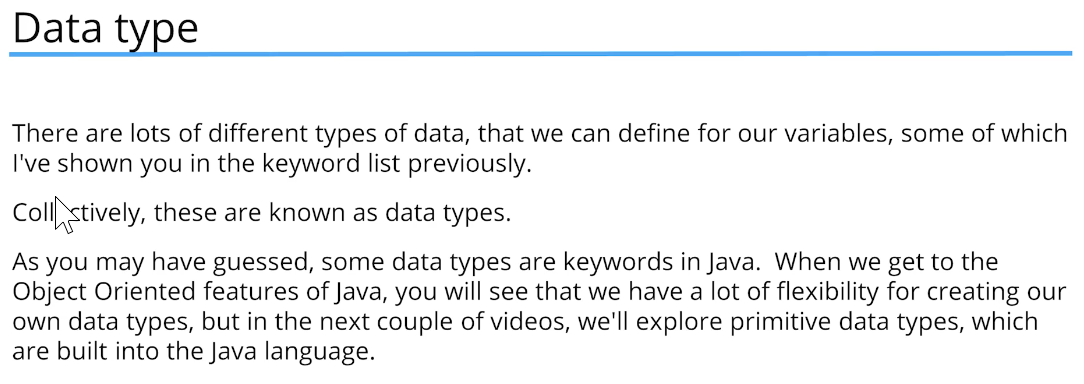 Data type
There are lots of different types of data, that we can define for our variables, some of which
I've shown you in the keyword list previously.
Collectively, these are known as data types.
As you may have guessed, some data types are keywords in Java.  When we get to the
Object Oriented features of Java, you will see that we have a lot of flexibility for creating our
own data types, but in the next couple of videos, we'll explore primitive data types, which
are built into the Java language.